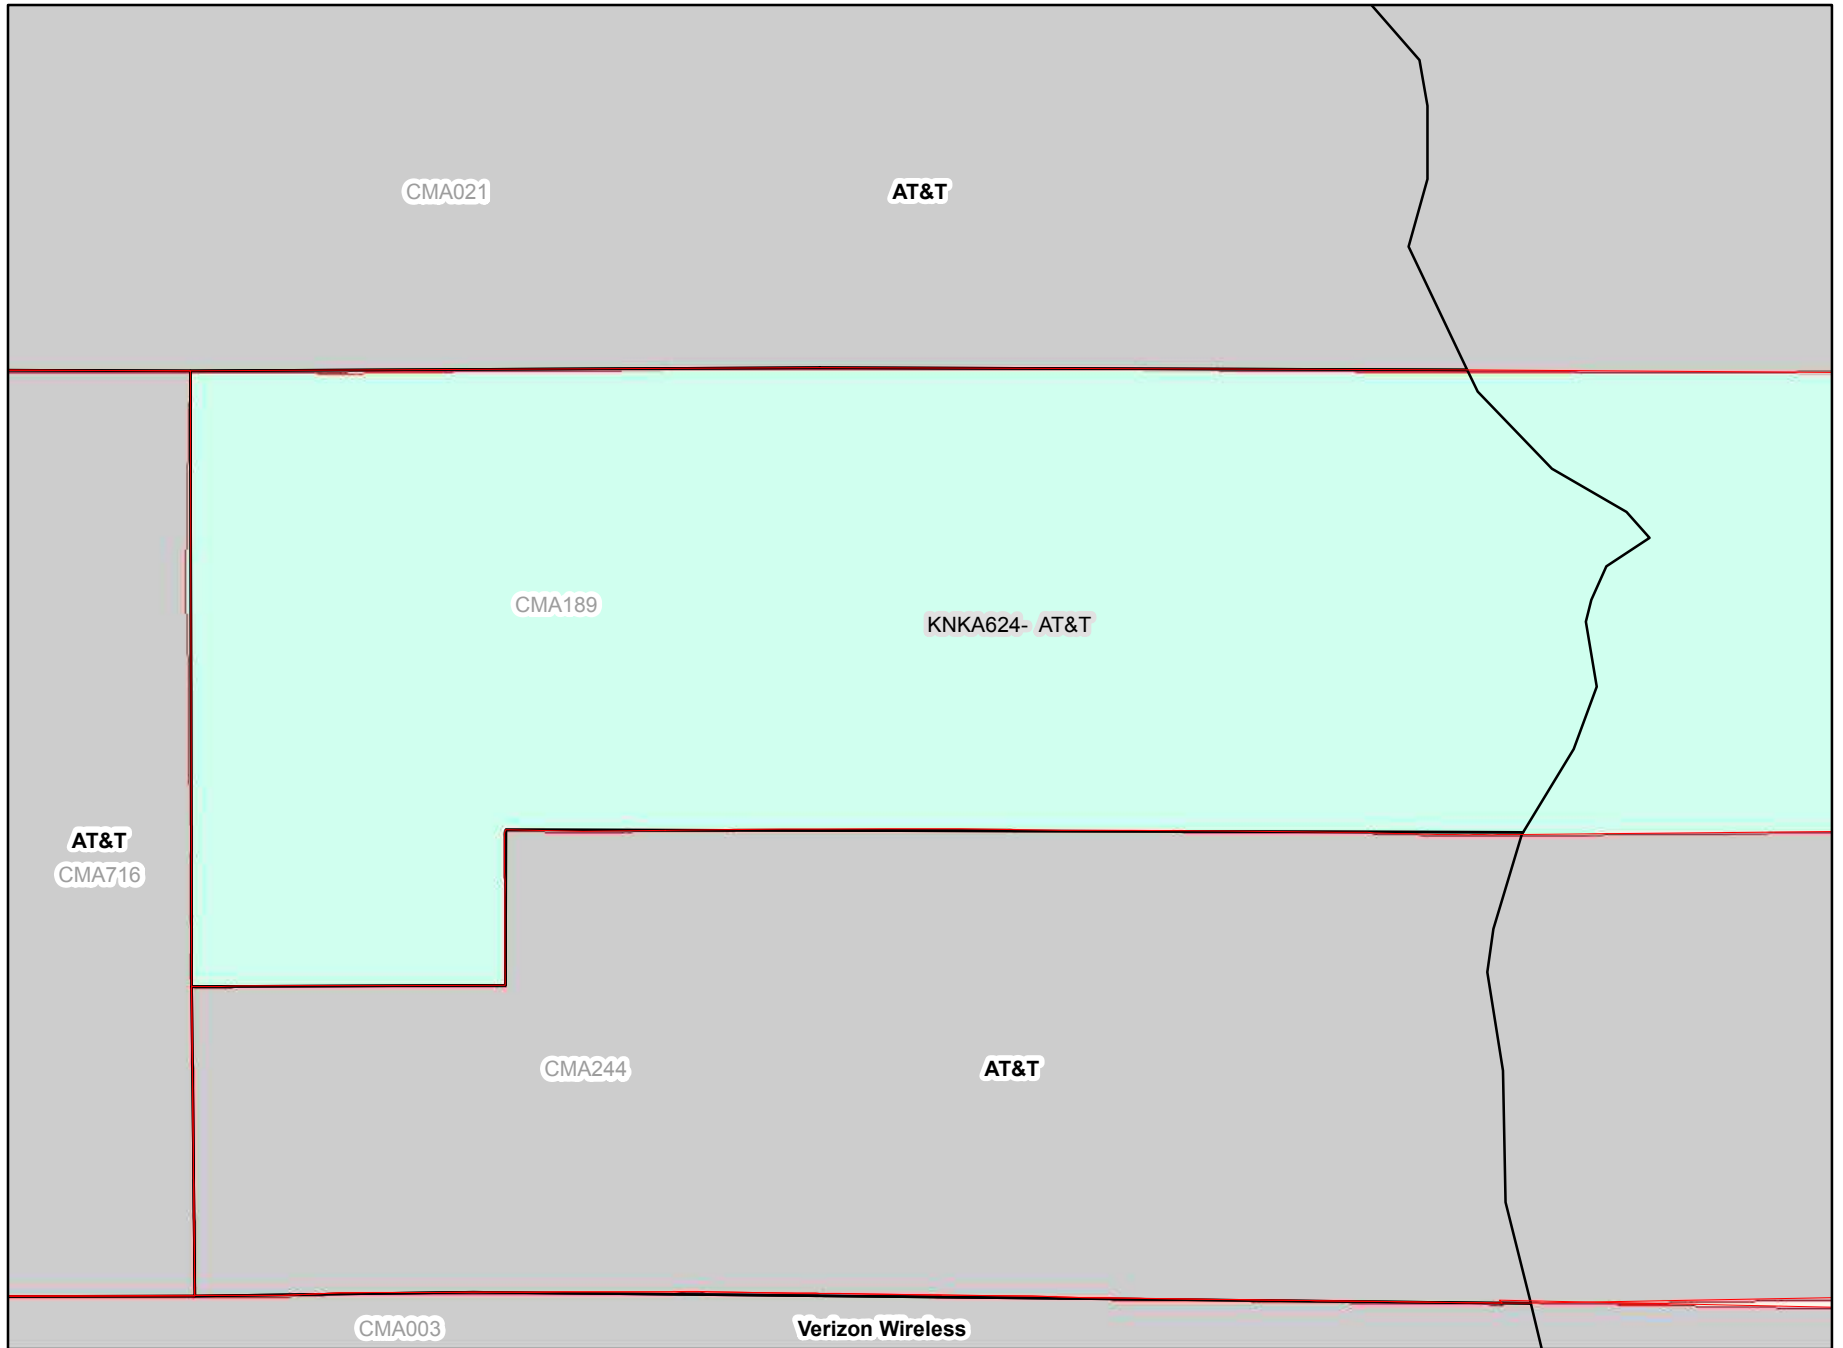 CMA021
AT&T
CMA189
KNKA624- AT&T
AT&T
CMA716
CMA244
AT&T
CMA003
Verizon Wireless